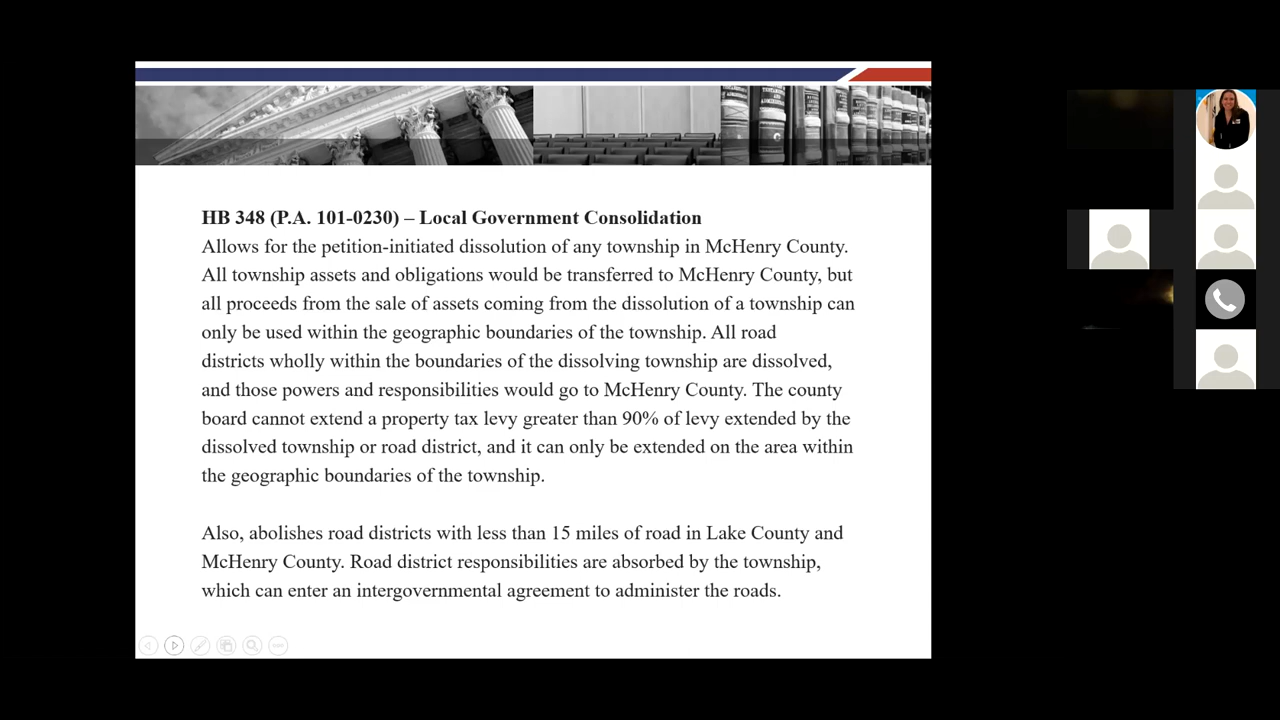 HB 348 (P.A. 101-0230) – Local Government Consolidation
Allows for the petition-initiated dissolution of any township in McHenry County.
All township assets and obligations would be transferred to McHenry County, but
all proceeds from the sale of assets coming from the dissolution of a township can
only be used within the geographic boundaries of the township. All road
districts wholly within the boundaries of the dissolving township are dissolved,
and those powers and responsibilities would go to McHenry County. The county
board cannot extend a property tax levy greater than 90% of levy extended by the
dissolved township or road district, and it can only be extended on the area within
the geographic boundaries of the township.
Also, abolishes road districts with less than 15 miles of road in Lake County and
McHenry County. Road district responsibilities are absorbed by the township,
which can enter an intergovernmental agreement to administer the roads.